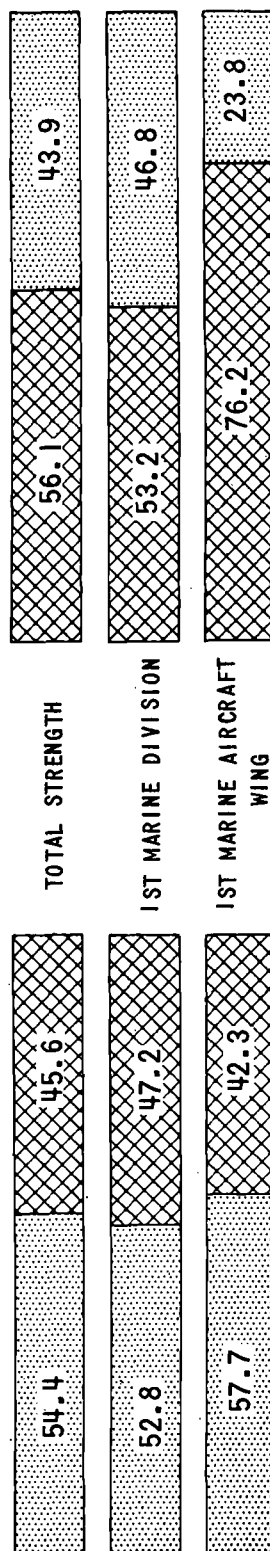 54.4 45.6 TOTAL STRENGTH 56.1 43.9
52.8 47.2 1ST MARINE DIVISION 53.2 46.8
57.7 42.3 1ST MARINE AIRCRAFT WING 76.2 23.8